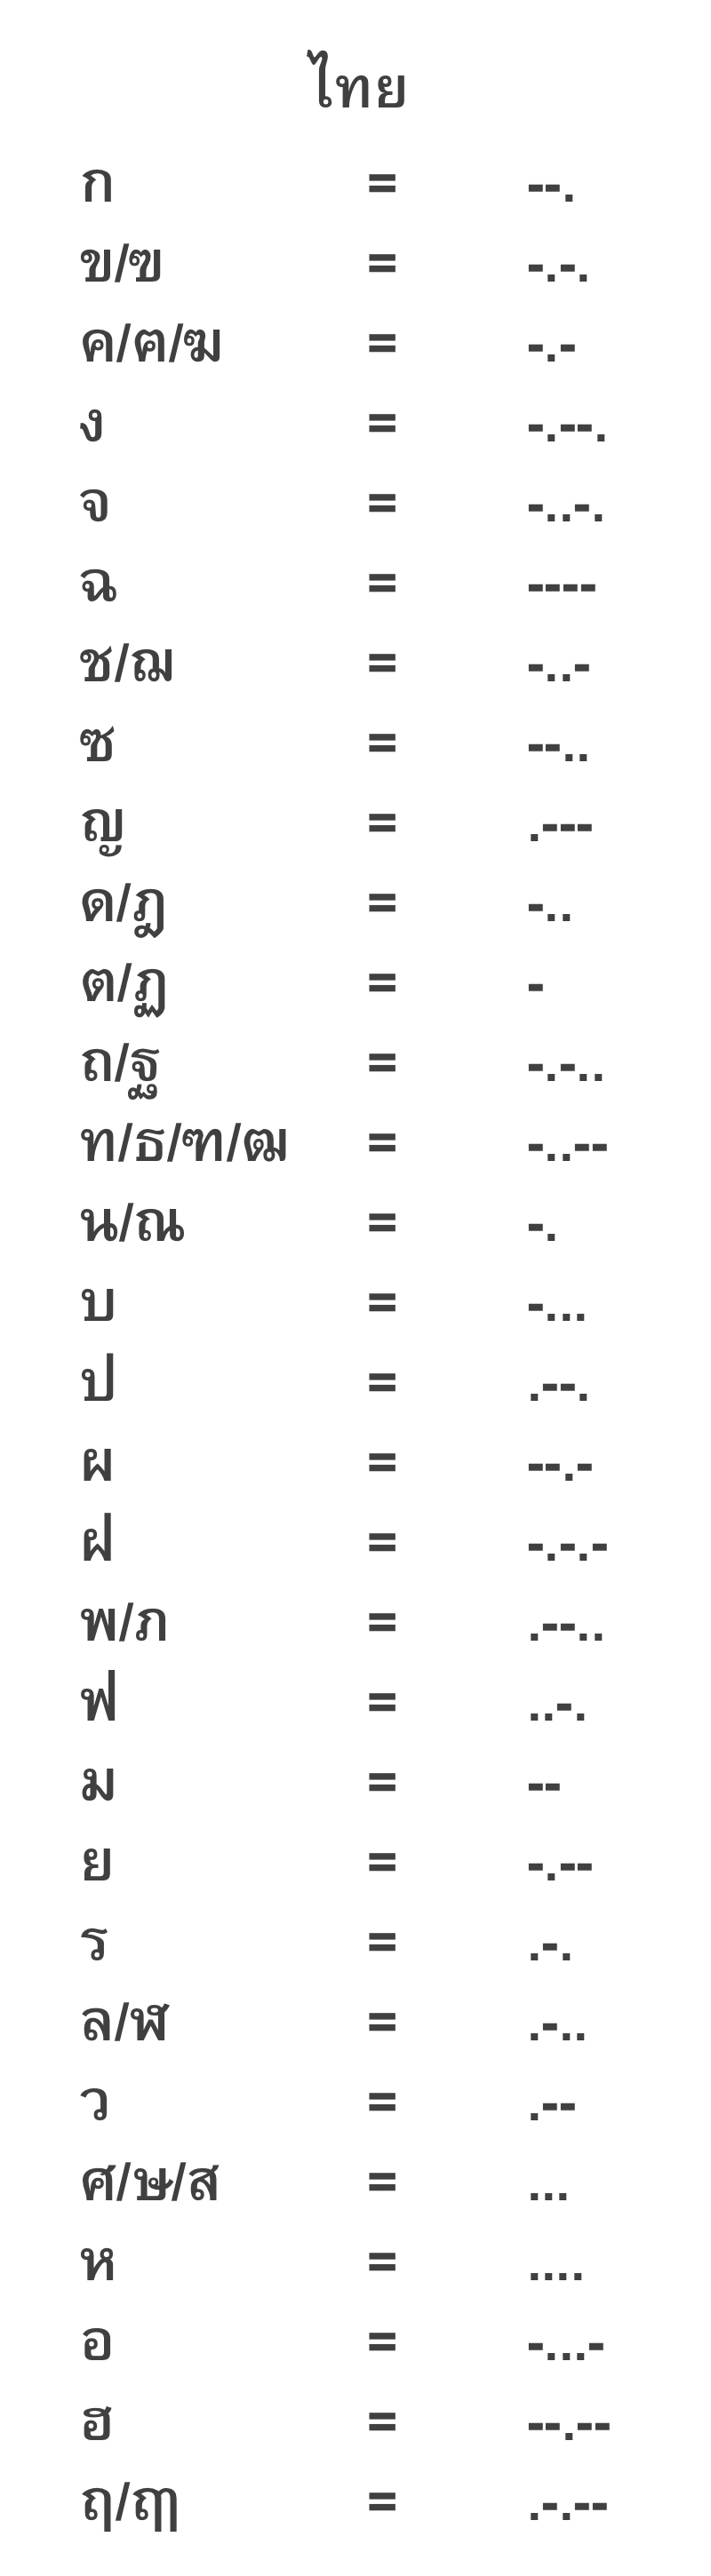 ไทย
ก = --.
ข/ฃ = -.-.
ค/ฅ/ฆ = -.-
ง = -.--.
จ = -..-.
ฉ = ----
ช/ฌ = -..-
ซ = --..
ญ = .---
ด/ฎ = -..
ต/ฏ = -
ถ/ฐ = -.-..
ท/ธ/ฑ/ฒ = -..--
น/ณ = -.
บ = -...
ป = .--.
ผ = --.-
ฝ = -.-.-
พ/ภ = .--..
ฟ = ..-.
ม = --
ย = -.--
ร = .-.
ล/ฬ = .-..
ว = .--
ศ/ษ/ส = ...
ห = ....
อ = -...-
ฮ = --.--
ฤ/ฤๅ = .-.--